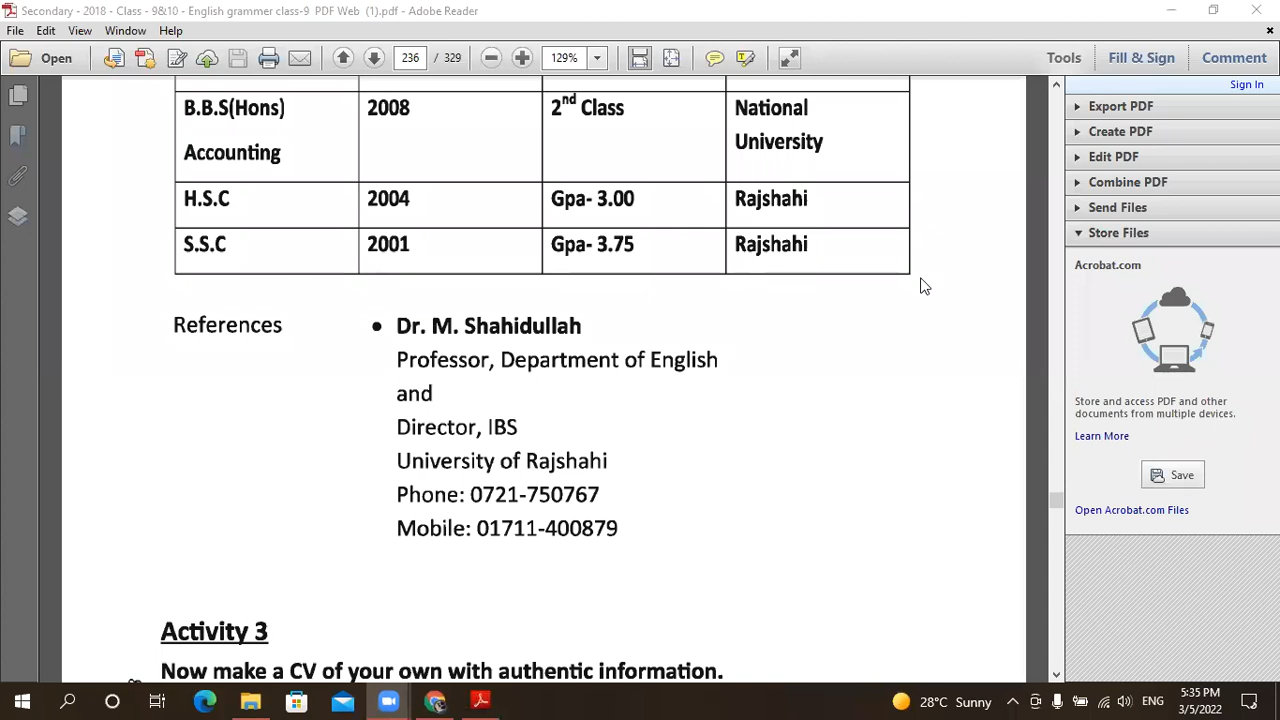 Secondary - 2018 - Class - 9&10 - English grammer class-9 PDF Web (1).pdf - Adobe Reader
File Edit View Window Help
Open 236 / 329 129% Tools Fill & Sign Comment
Sign In
B.B.S(Hons) 2008 2nd Class National
Accounting University
H.S.C 2004 Gpa- 3.00 Rajshahi
S.S.C 2001 Gpa- 3.75 Rajshahi
References • Dr. M. Shahidullah
Professor, Department of English
and
Director, IBS
University of Rajshahi
Phone: 0721-750767
Mobile: 01711-400879
Activity 3
Now make a CV of your own with authentic information.
Export PDF
Create PDF
Edit PDF
Combine PDF
Send Files
Store Files
Acrobat.com
Store and access PDF and other
documents from multiple devices.
Learn More
Save
Open Acrobat.com Files
28°C Sunny ENG 5:35 PM
3/5/2022